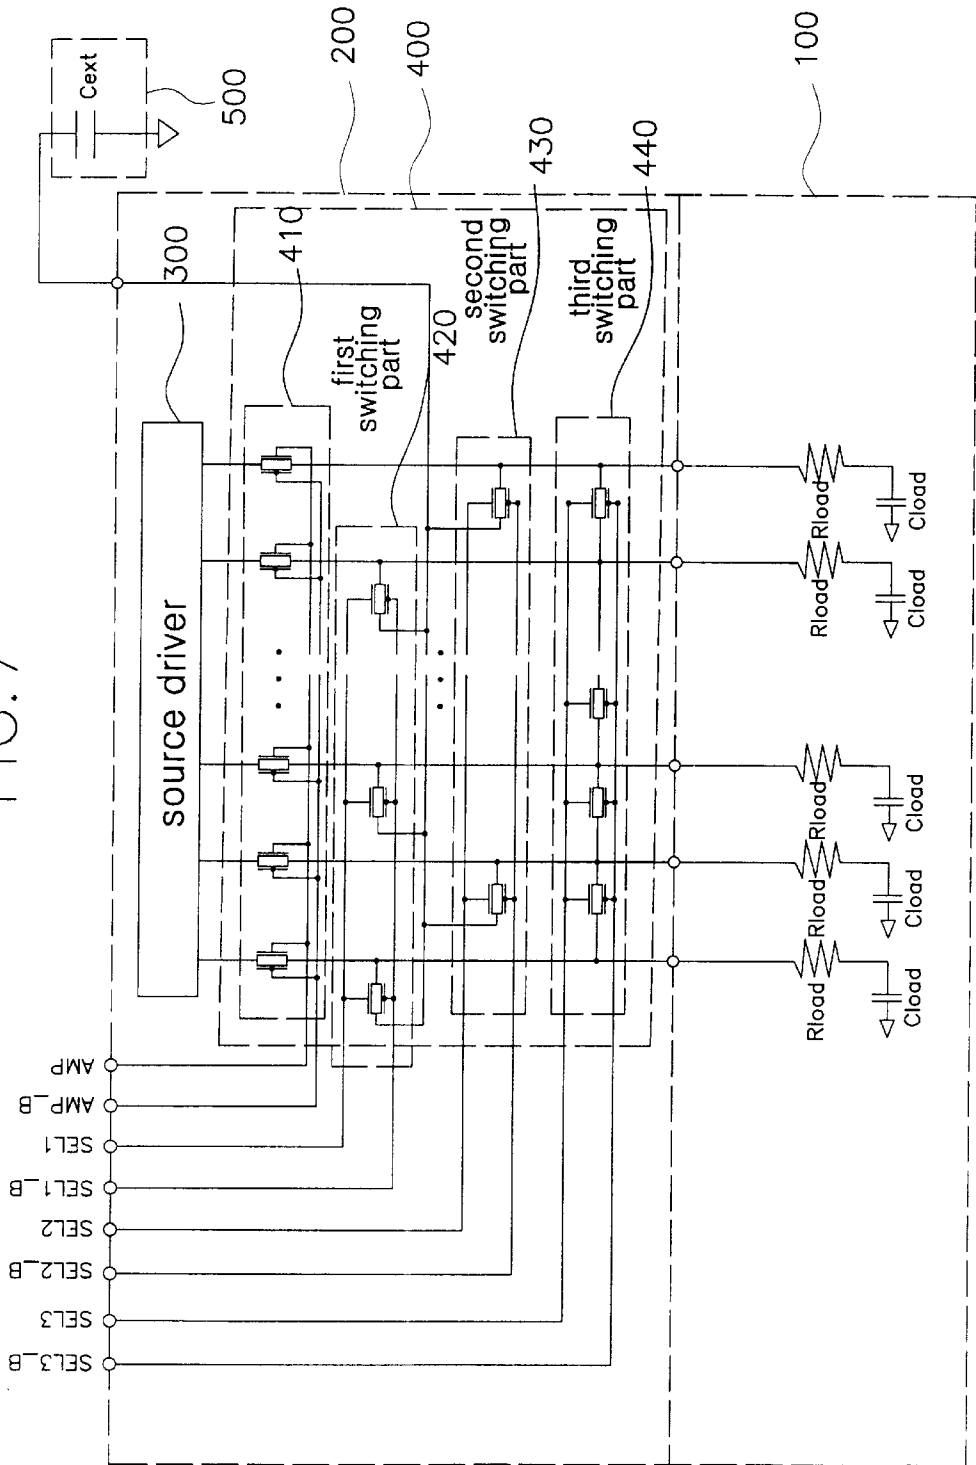 FIG. 7
Cext
500
200
400
100
300
410
first
switching
part
420
second
switching
part
430
third
switching
part
440
source driver
. . .
. . .
AMP
AMP_B
SEL1
SEL1_B
SEL2
SEL2_B
SEL3
SEL3_B
Rload
Cload
Rload
Cload
Rload
Cload
Rload
Cload
Rload
Cload